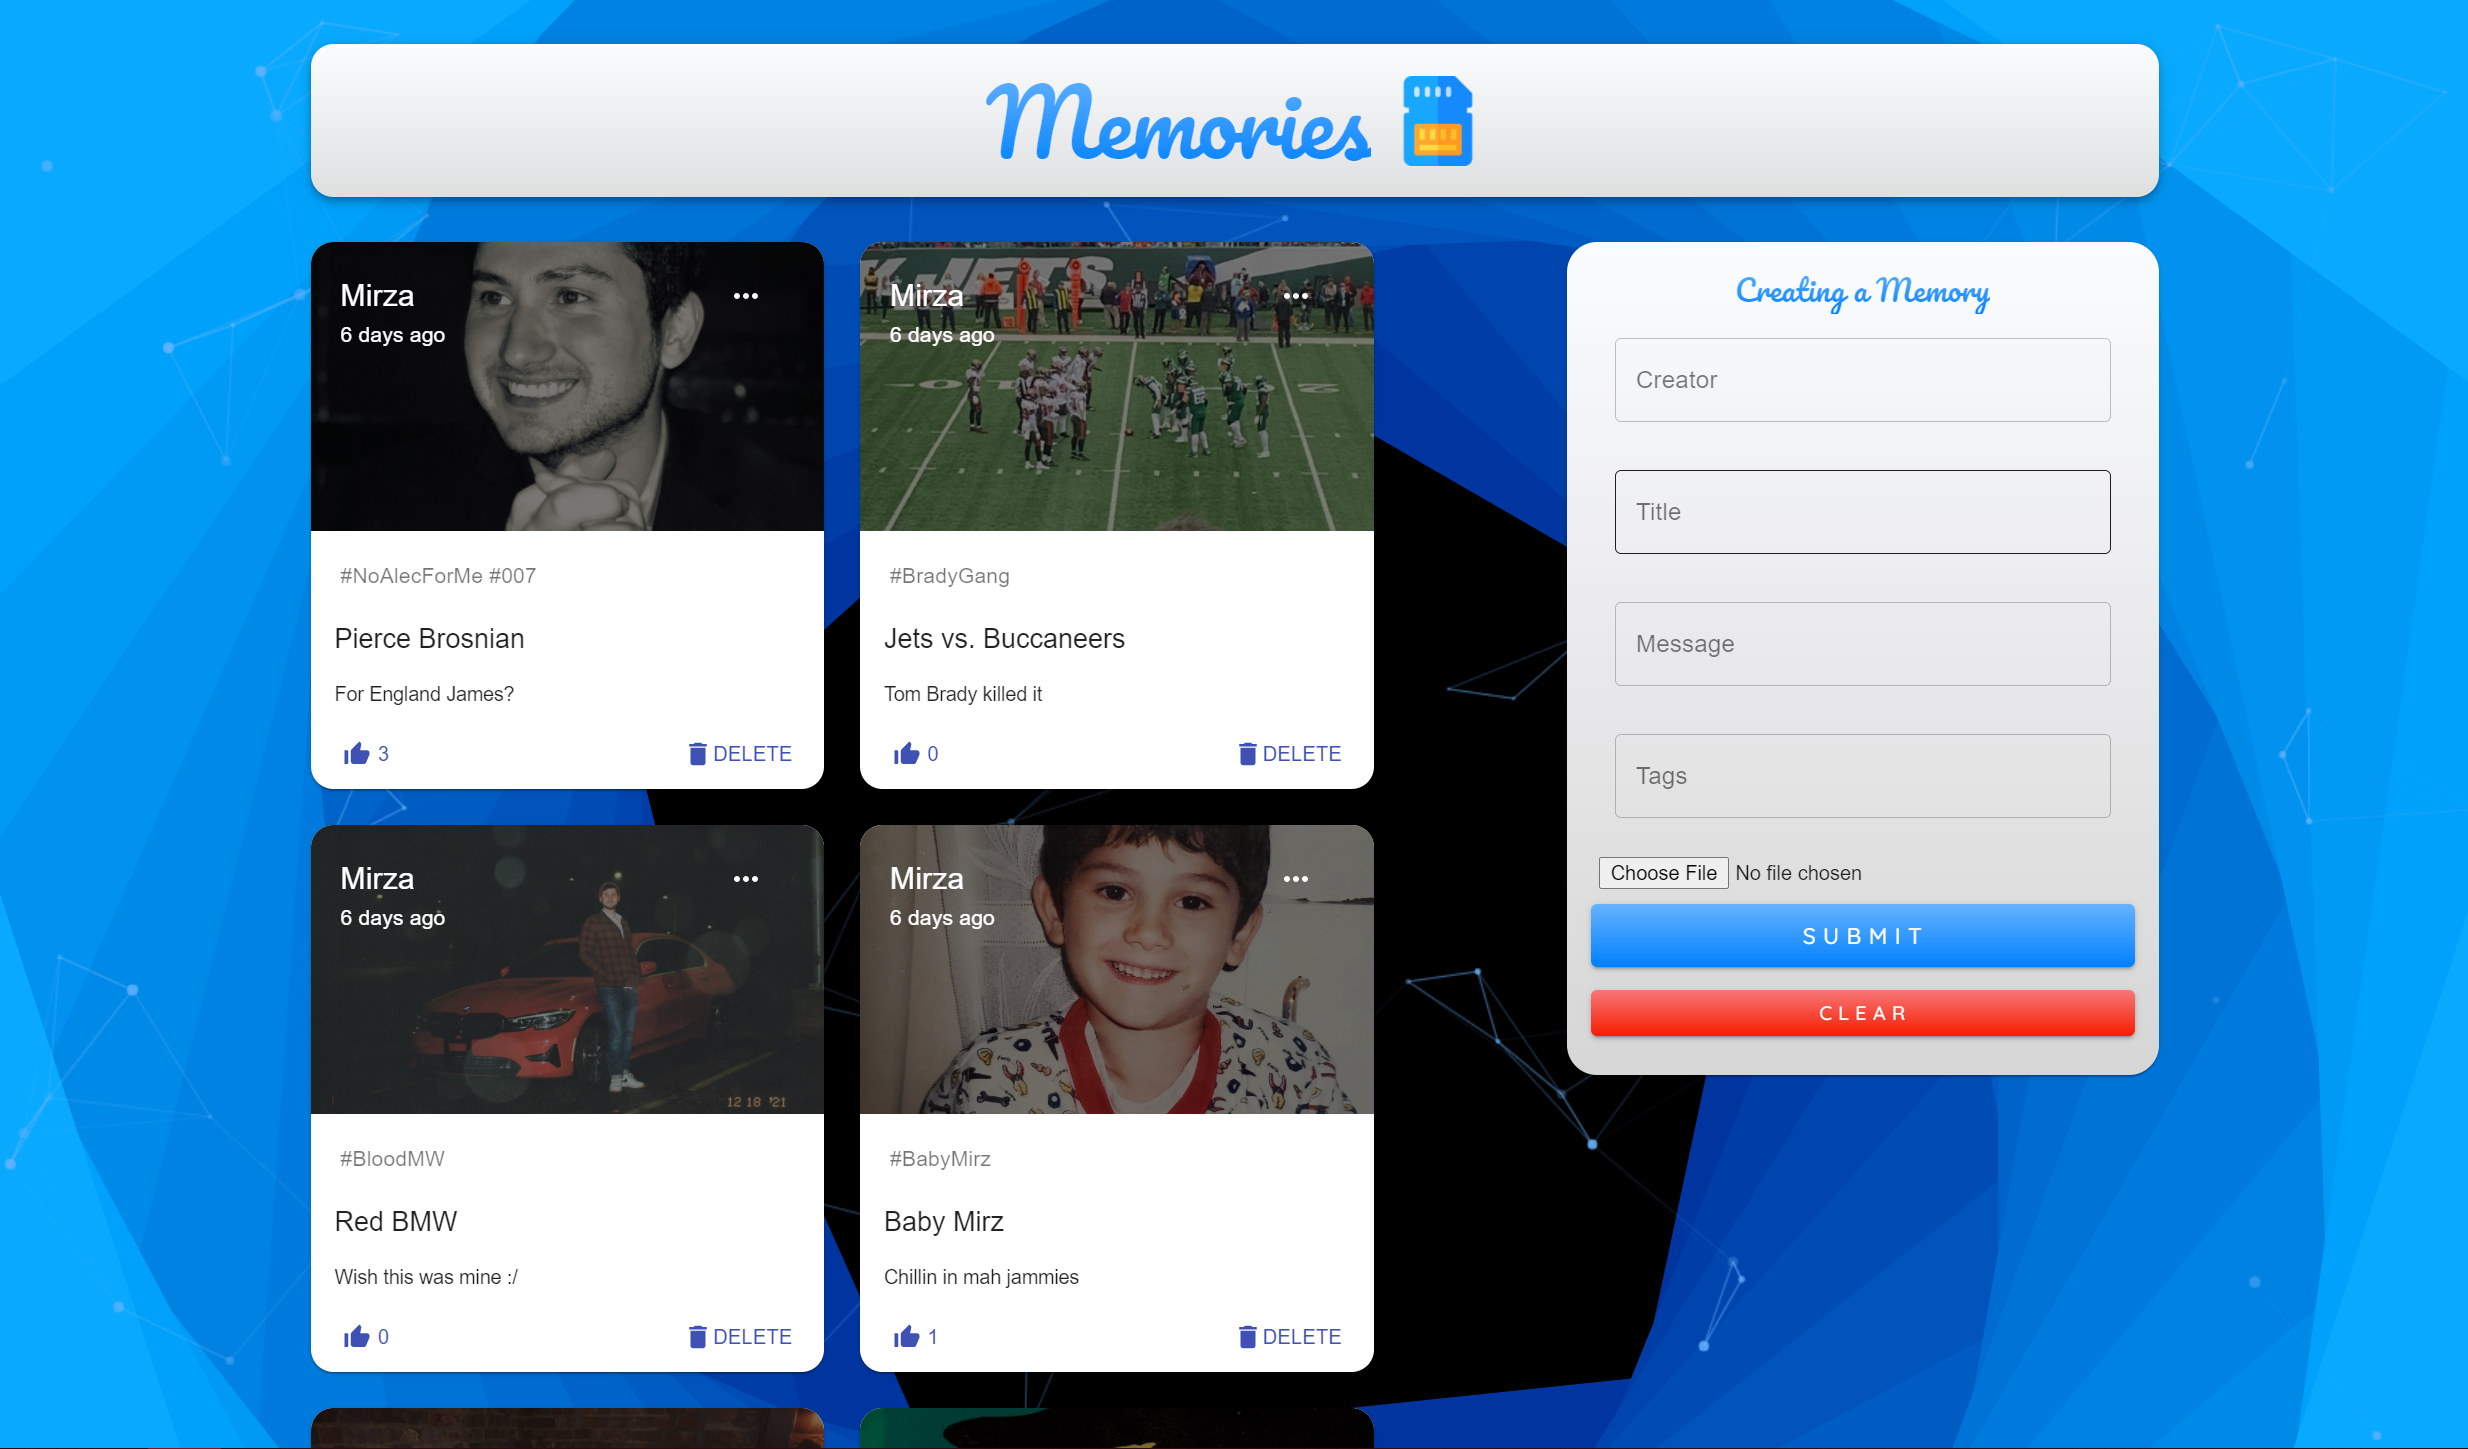 Memories
Mirza
6 days ago
K JETS
#NoAlecForMe #007
Pierce Brosnian
For England James?
3
DELETE
Mirza
6 days ago
#BradyGang
Jets vs. Buccaneers
Tom Brady killed it
0
DELETE
Mirza
6 days ago
12 18 '21
#BloodMW
Red BMW
Wish this was mine :/
0
DELETE
Mirza
6 days ago
#BabyMirz
Baby Mirz
Chillin in mah jammies
1
DELETE
Creating a Memory
Creator
Title
Message
Tags
Choose File No file chosen
SUBMIT
CLEAR